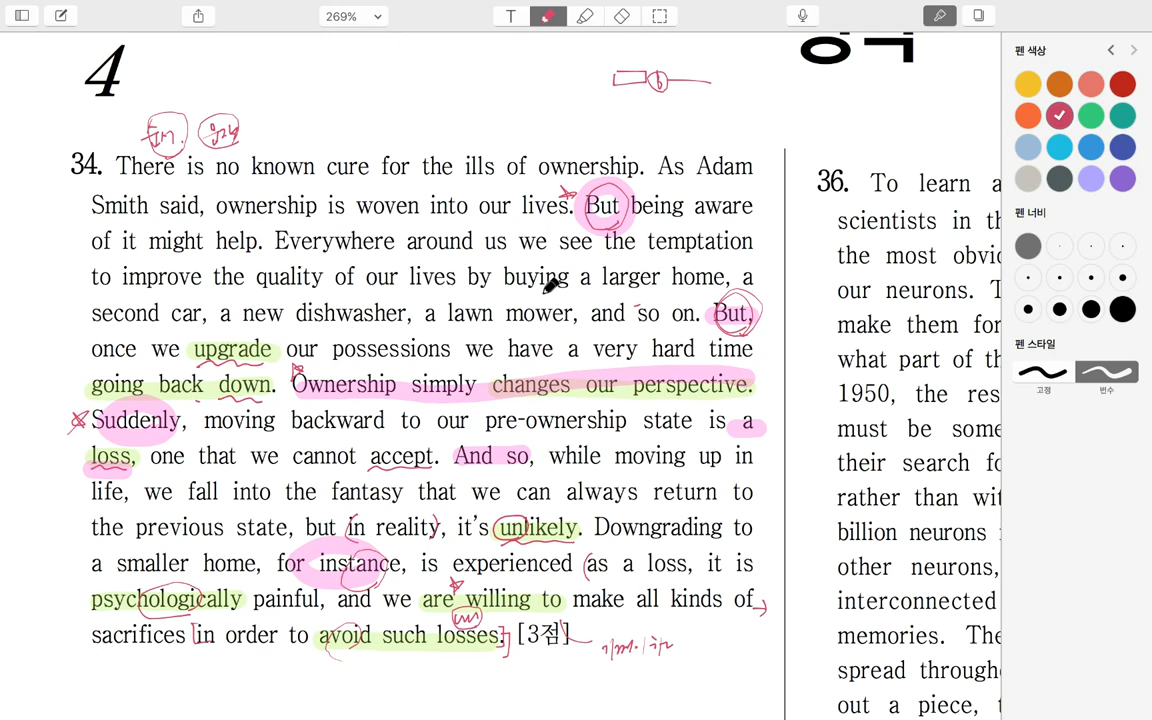 269%
T
펜 색상
4
34. There is no known cure for the ills of ownership. As Adam
Smith said, ownership is woven into our lives. But being aware
of it might help. Everywhere around us we see the temptation
to improve the quality of our lives by buying a larger home, a
second car, a new dishwasher, a lawn mower, and so on. But,
once we upgrade our possessions we have a very hard time
going back down. Ownership simply changes our perspective.
Suddenly, moving backward to our pre-ownership state is a
loss, one that we cannot accept. And so, while moving up in
life, we fall into the fantasy that we can always return to
the previous state, but in reality, it's unlikely. Downgrading to
a smaller home, for instance, is experienced as a loss, it is
psychologically painful, and we are willing to make all kinds of
sacrifices in order to avoid such losses. [3점]
36. To learn a
scientists in th
the most obvio
our neurons. T
make them for
what part of th
1950, the res
must be some
their search fo
rather than wit
billion neurons
other neurons,
interconnected
memories. The
spread through
out a piece, t
펜 너비
펜 스타일
고정
변수